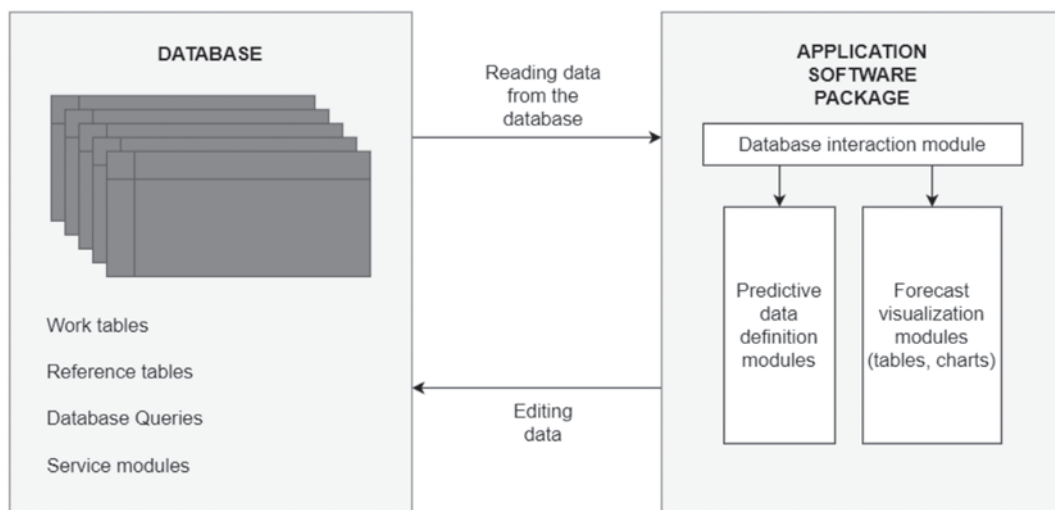 DATABASE
Work tables
Reference tables
Database Queries
Service modules
Reading data
from the
database
Editing
data
APPLICATION
SOFTWARE
PACKAGE
Database interaction module
Predictive
data
definition
modules
Forecast
visualization
modules
(tables, charts)